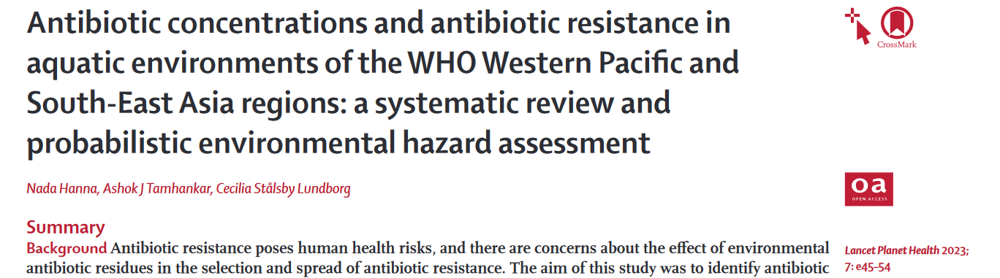 Antibiotic concentrations and antibiotic resistance in
aquatic environments of the WHO Western Pacific and
South-East Asia regions: a systematic review and
probabilistic environmental hazard assessment
CrossMark
Nada Hanna, Ashok J Tamhankar, Cecilia Stålsby Lundborg
oa
OPEN ACCESS
Summary
Background Antibiotic resistance poses human health risks, and there are concerns about the effect of environmental
antibiotic residues in the selection and spread of antibiotic resistance. The aim of this study was to identify antibiotic
Lancet Planet Health 2023;
7: e45–54